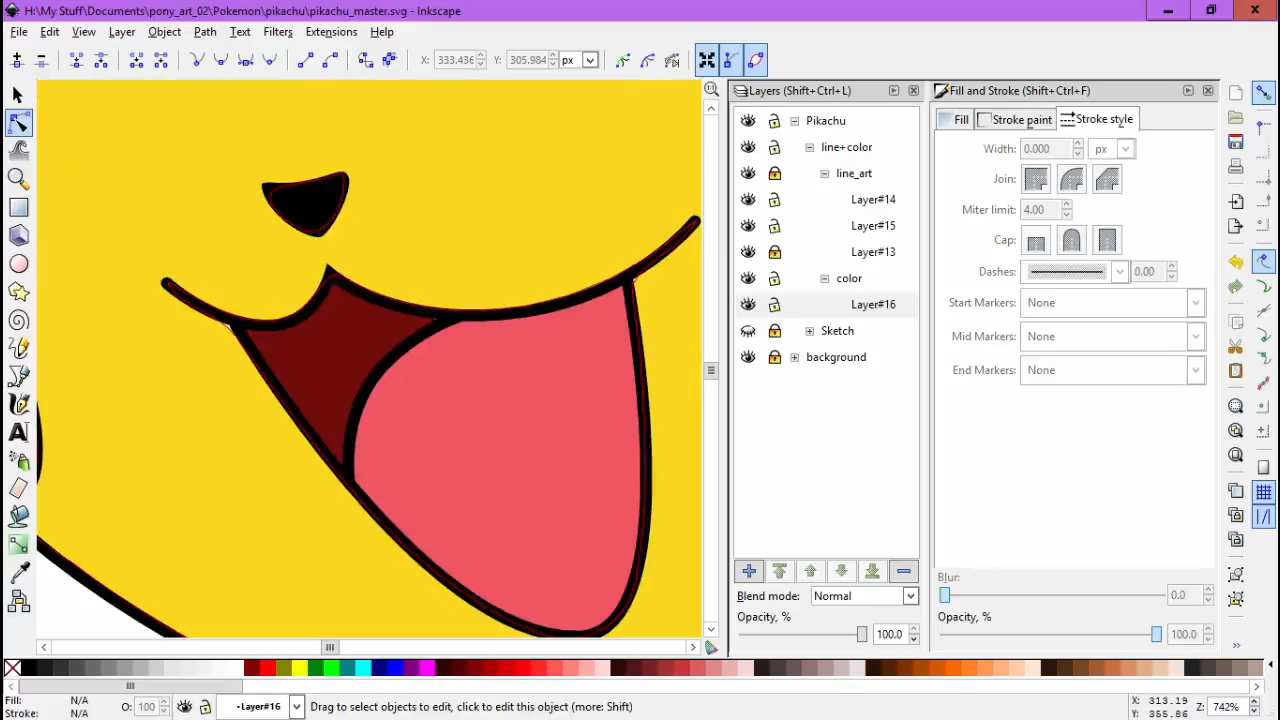 H:\My Stuff\Documents\pony_art_02\Pokemon\pikachu\pikachu_master.svg - Inkscape
File Edit View Layer Object Path Text Filters Extensions Help
X: 333.436 Y: 305.984 px
Layers (Shift+Ctrl+L)
Pikachu
line+color
line_art
Layer#14
Layer#15
Layer#13
color
Layer#16
Sketch
background
Blend mode: Normal
Opacity, % 100.0
Fill and Stroke (Shift+Ctrl+F)
Fill Stroke paint Stroke style
Width: 0.000 px
Join:
Miter limit: 4.00
Cap:
Dashes: 0.00
Start Markers: None
Mid Markers: None
End Markers: None
Blur: 0.0
Opacity, % 100.0
Fill: N/A
Stroke: N/A
O: 100
·Layer#16
Drag to select objects to edit, click to edit this object (more: Shift)
X: 313.19
Y: 355.86
Z: 742%